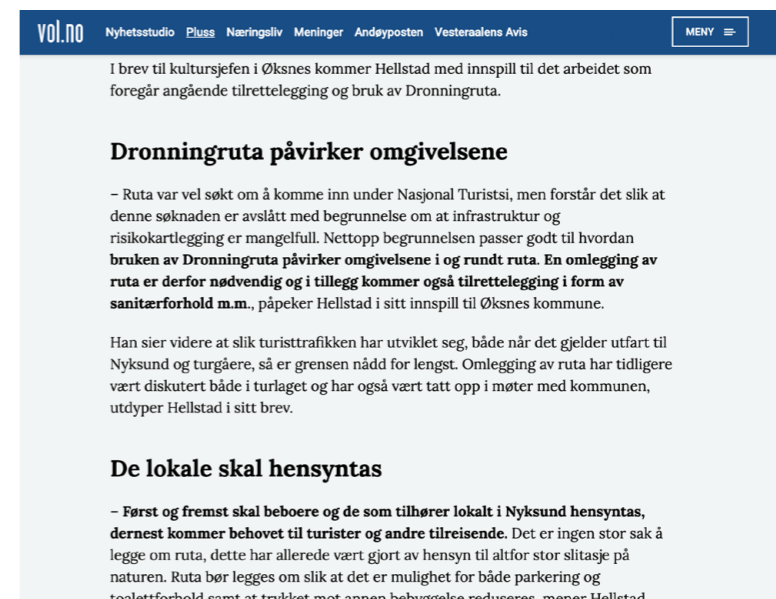 vol.no Nyhetsstudio Pluss Næringsliv Meninger Andøyposten Vesteraalens Avis MENY
I brev til kultursjefen i Øksnes kommer Hellstad med innspill til det arbeidet som
foregår angående tilrettelegging og bruk av Dronningruta.
Dronningruta påvirker omgivelsene
– Ruta var vel søkt om å komme inn under Nasjonal Turistsi, men forstår det slik at
denne søknaden er avslått med begrunnelse om at infrastruktur og
risikokartlegging er mangelfull. Nettopp begrunnelsen passer godt til hvordan
bruken av Dronningruta påvirker omgivelsene i og rundt ruta. En omlegging av
ruta er derfor nødvendig og i tillegg kommer også tilrettelegging i form av
sanitærforhold m.m., påpeker Hellstad i sitt innspill til Øksnes kommune.
Han sier videre at slik turisttrafikken har utviklet seg, både når det gjelder utfart til
Nyksund og turgåere, så er grensen nådd for lengst. Omlegging av ruta har tidligere
vært diskutert både i turlaget og har også vært tatt opp i møter med kommunen,
utdyper Hellstad i sitt brev.
De lokale skal hensyntas
– Først og fremst skal beboere og de som tilhører lokalt i Nyksund hensyntas,
dernest kommer behovet til turister og andre tilreisende. Det er ingen stor sak å
legge om ruta, dette har allerede vært gjort av hensyn til altfor stor slitasje på
naturen. Ruta bør legges om slik at det er mulighet for både parkering og
toalettforhold samt at trykket mot annen bebyggelse reduseres, mener Hellstad